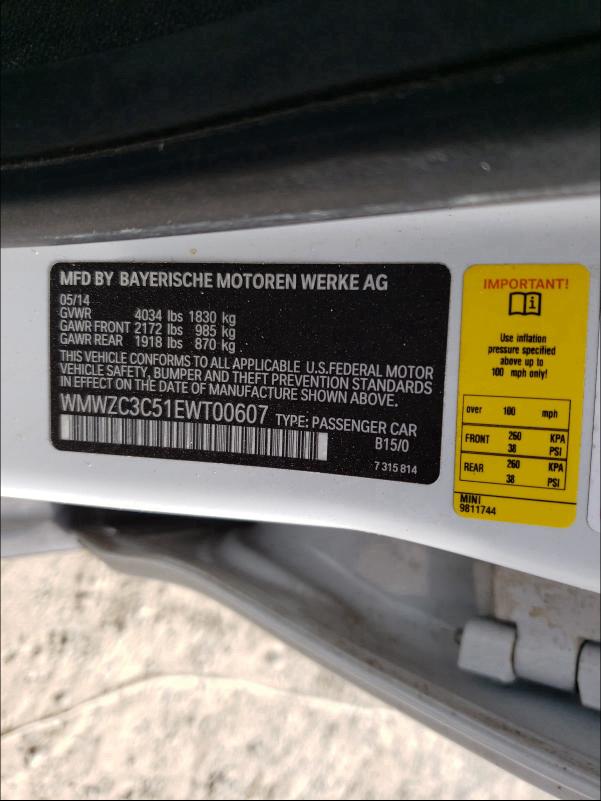 MFD BY BAYERISCHE MOTOREN WERKE AG
05/14
GVWR 4034 lbs 1830 kg
GAWR FRONT 2172 lbs 985 kg
GAWR REAR 1918 lbs 870 kg
THIS VEHICLE CONFORMS TO ALL APPLICABLE U.S.FEDERAL MOTOR
VEHICLE SAFETY, BUMPER AND THEFT PREVENTION STANDARDS
IN EFFECT ON THE DATE OF MANUFACTURE SHOWN ABOVE.
WMWZC3C51EWT00607 TYPE: PASSENGER CAR
B15/0
7 315 814
IMPORTANT!
Use inflation
pressure specified
above up to
100 mph only!
over 100 mph
FRONT 260 KPA
38 PSI
REAR 260 KPA
38 PSI
MINI
9811744